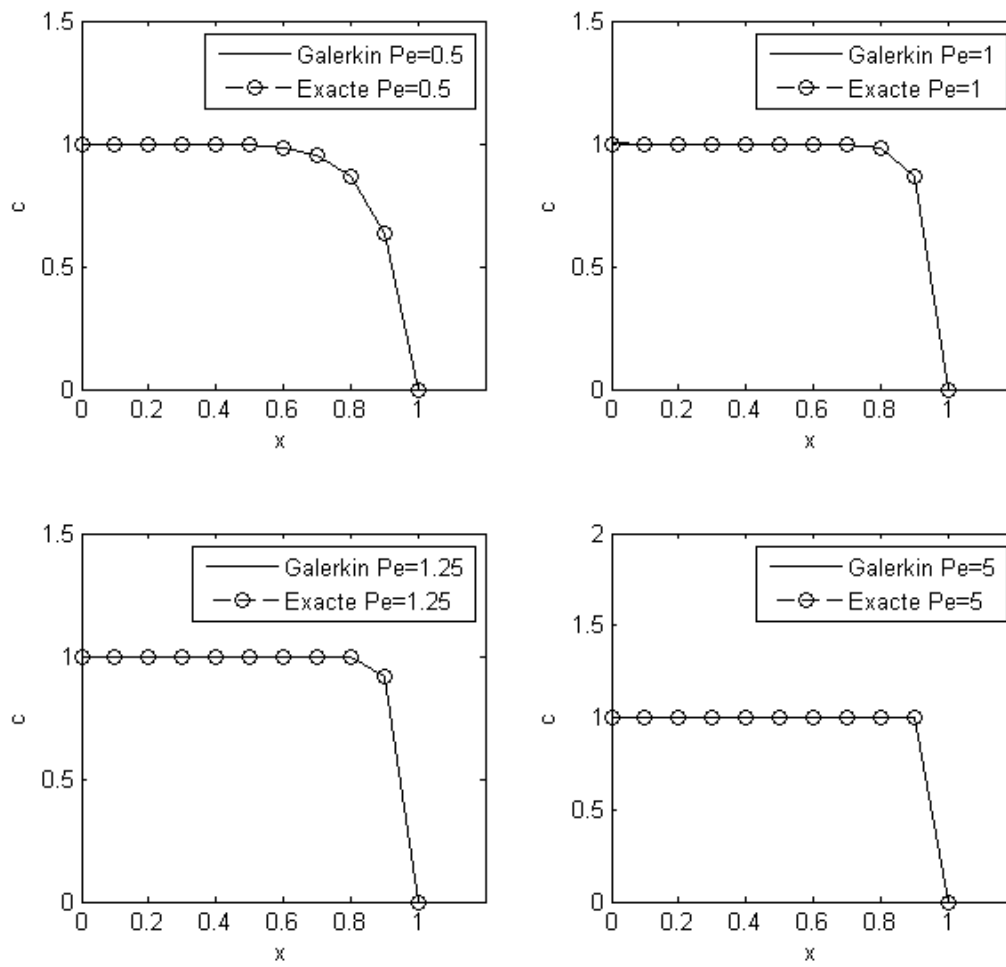 1.5
1
0.5
0
c
Galerkin Pe=0.5
Exacte Pe=0.5
0 0.2 0.4 0.6 0.8 1
x
1.5
1
0.5
0
c
Galerkin Pe=1
Exacte Pe=1
0 0.2 0.4 0.6 0.8 1
x
1.5
1
0.5
0
c
Galerkin Pe=1.25
Exacte Pe=1.25
0 0.2 0.4 0.6 0.8 1
x
2
1.5
1
0.5
0
c
Galerkin Pe=5
Exacte Pe=5
0 0.2 0.4 0.6 0.8 1
x